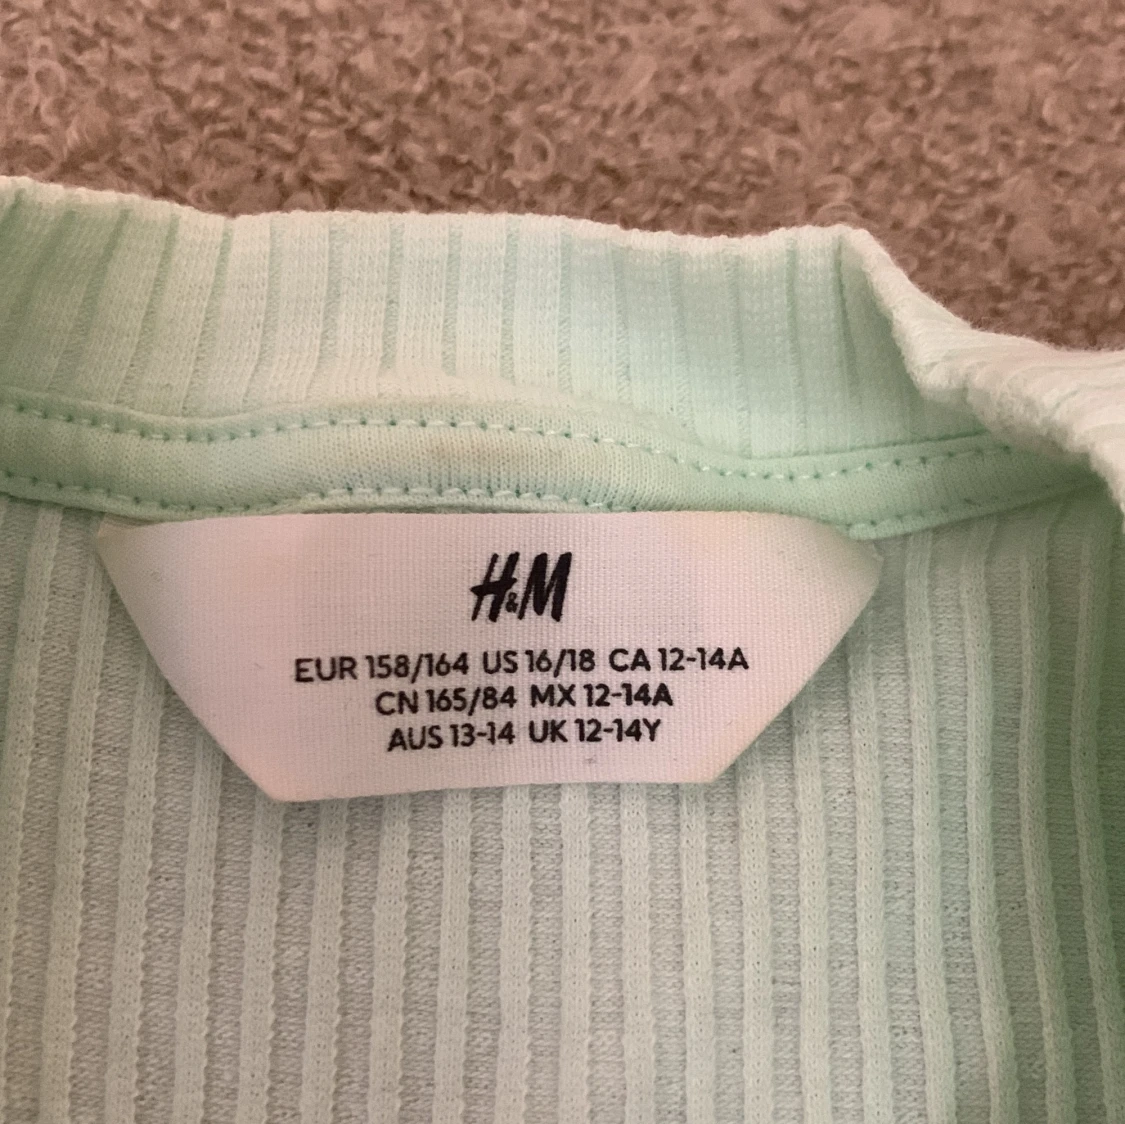 H&M
EUR 158/164 US 16/18 CA 12-14A
CN 165/84 MX 12-14A
AUS 13-14 UK 12-14Y